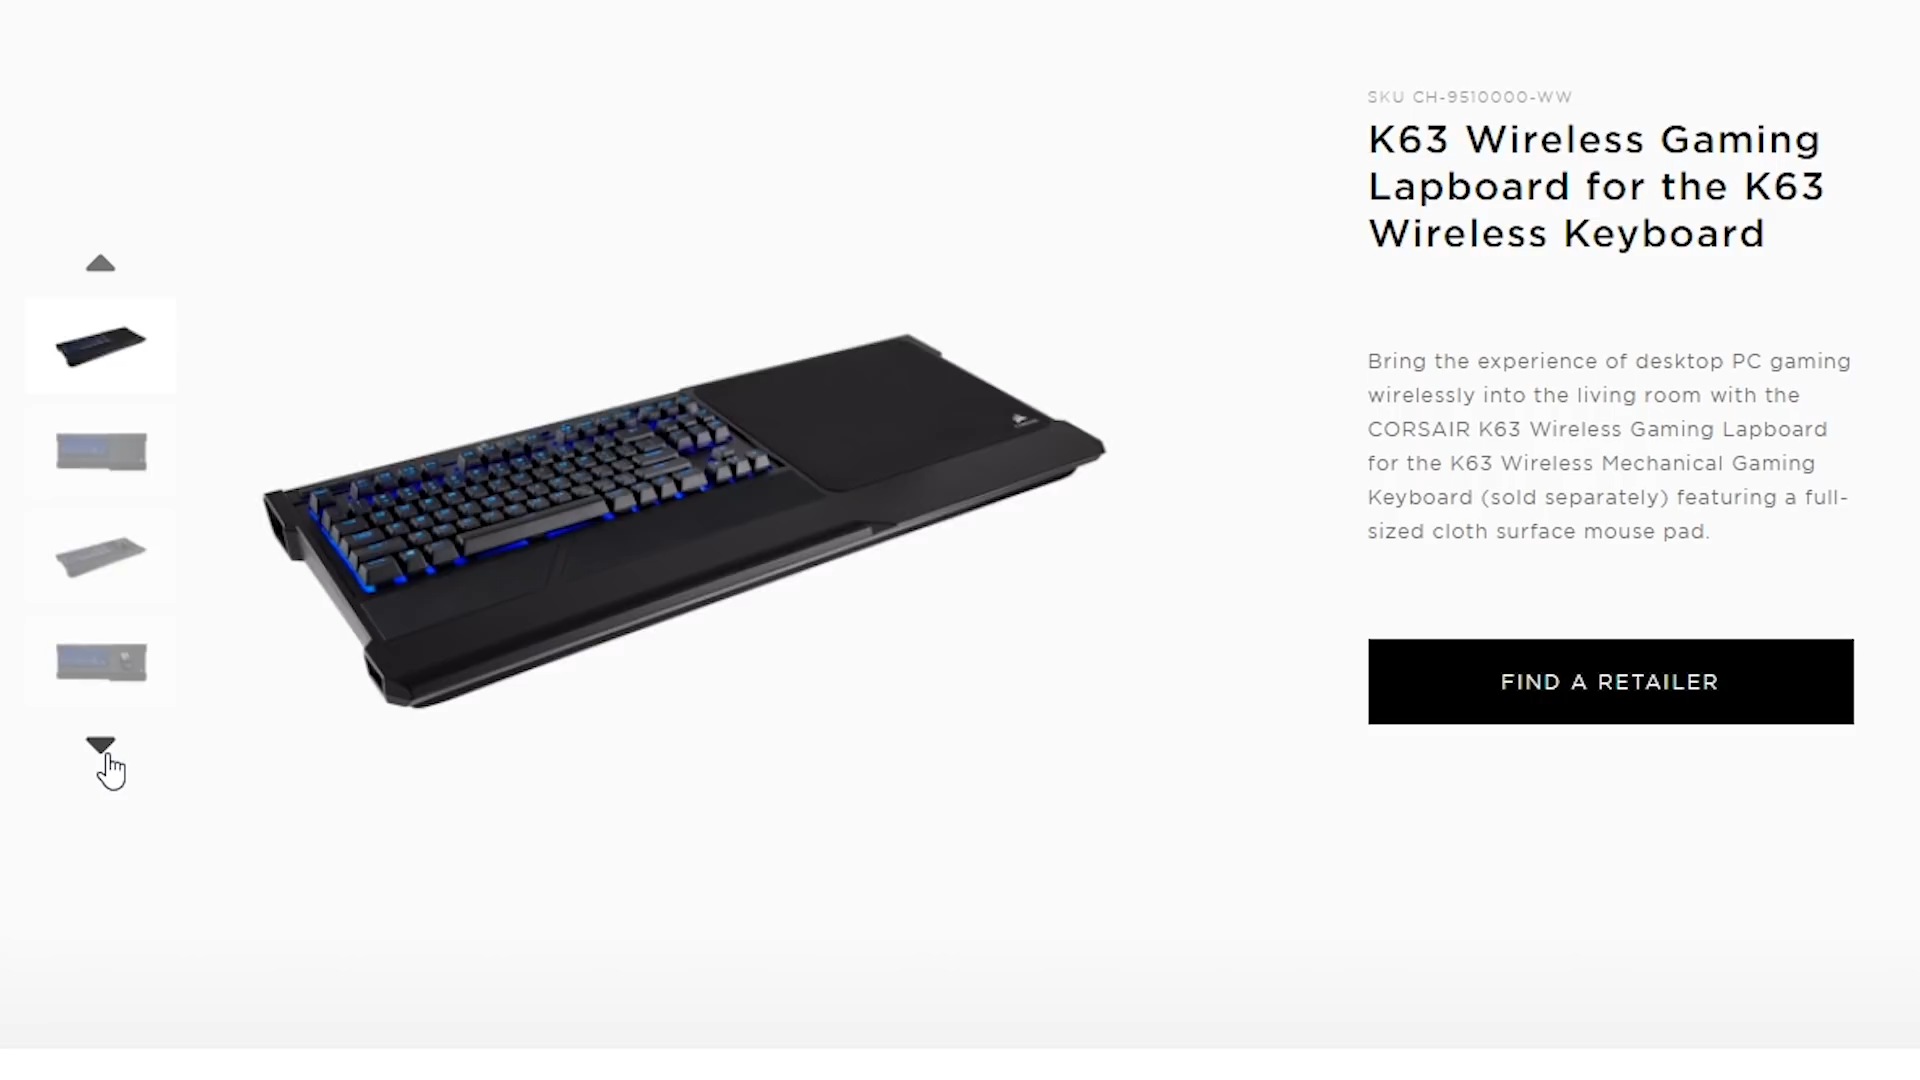 SKU CH-9510000-WW
K63 Wireless Gaming
Lapboard for the K63
Wireless Keyboard
Bring the experience of desktop PC gaming
wirelessly into the living room with the
CORSAIR K63 Wireless Gaming Lapboard
for the K63 Wireless Mechanical Gaming
Keyboard (sold separately) featuring a full-
sized cloth surface mouse pad.
FIND A RETAILER